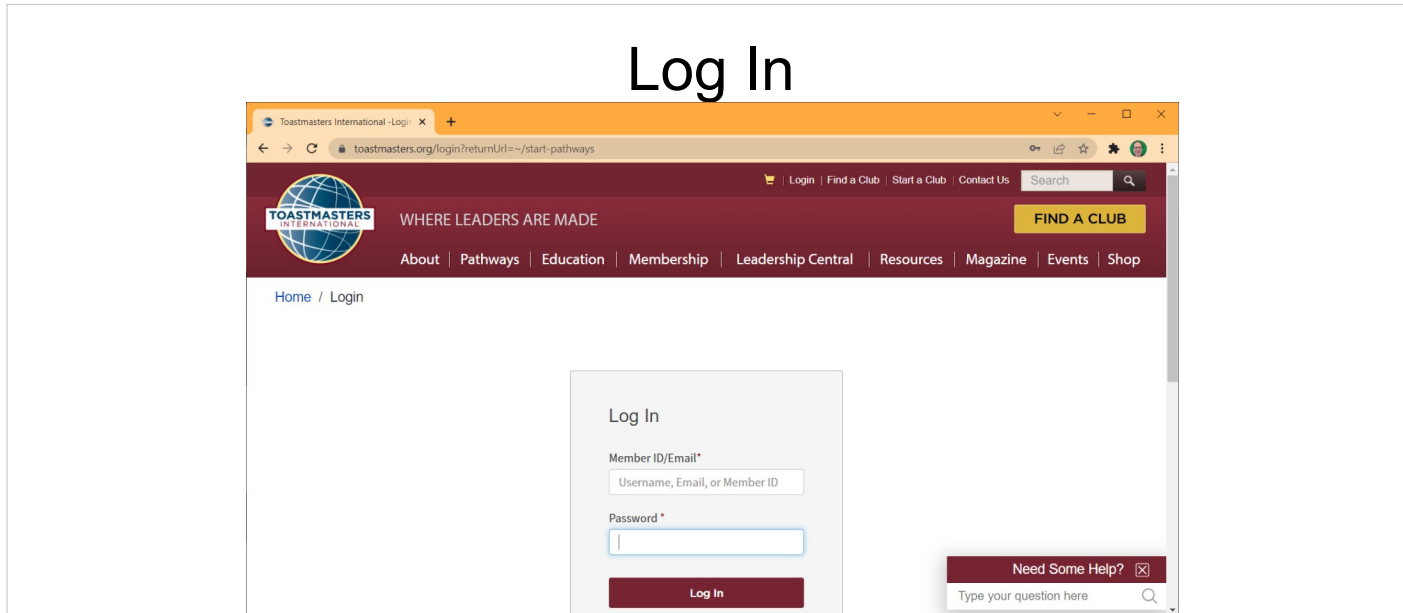 Log In
Toastmasters International -Login
toastmasters.org/login?returnUrl=~/start-pathways
Login | Find a Club | Start a Club | Contact Us Search
TOASTMASTERS
INTERNATIONAL
WHERE LEADERS ARE MADE
FIND A CLUB
About | Pathways | Education | Membership | Leadership Central | Resources | Magazine | Events | Shop
Home / Login
Log In
Member ID/Email*
Username, Email, or Member ID
Password *
Log In
Need Some Help?
Type your question here